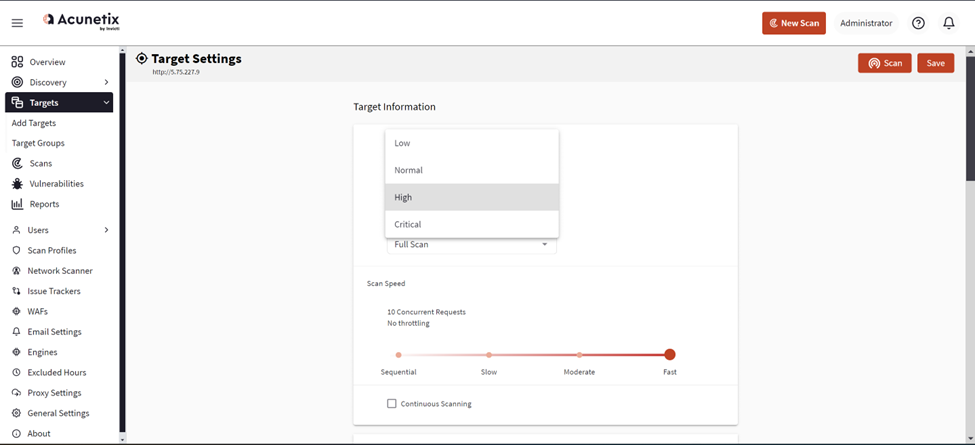 Acunetix
by Invicti
New Scan
Administrator
Overview
Discovery
Targets
Add Targets
Target Groups
Scans
Vulnerabilities
Reports
Users
Scan Profiles
Network Scanner
Issue Trackers
WAFs
Email Settings
Engines
Excluded Hours
Proxy Settings
General Settings
About
Target Settings
http://5.75.227.9
Scan
Save
Target Information
Low
Normal
High
Critical
Full Scan
Scan Speed
10 Concurrent Requests
No throttling
Sequential
Slow
Moderate
Fast
Continuous Scanning